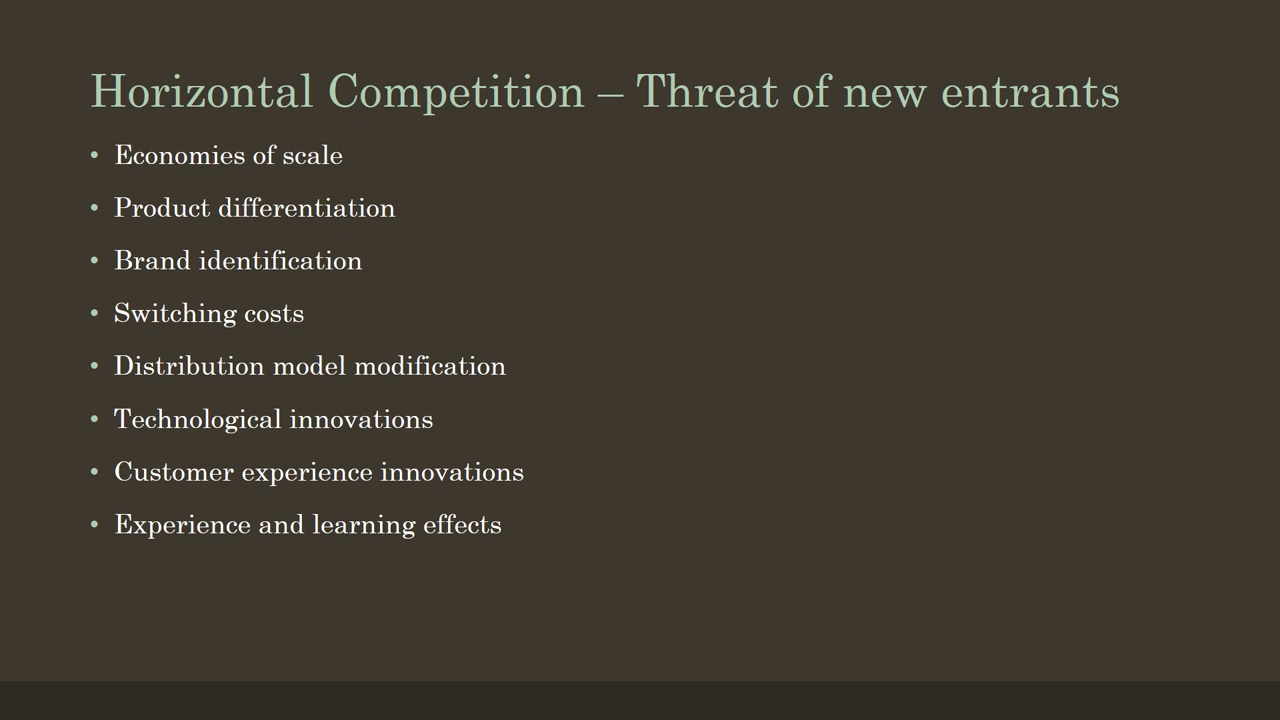 Horizontal Competition – Threat of new entrants
• Economies of scale
• Product differentiation
• Brand identification
• Switching costs
• Distribution model modification
• Technological innovations
• Customer experience innovations
• Experience and learning effects